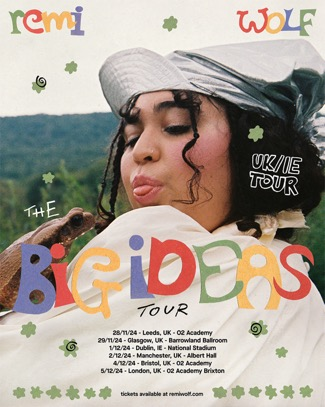 remi WOLF
UK/IE
TOUR
THE
BIG IDEAS
TOUR
28/11/24 - Leeds, UK - O2 Academy
29/11/24 - Glasgow, UK - Barrowland Ballroom
1/12/24 - Dublin, IE - National Stadium
2/12/24 - Manchester, UK - Albert Hall
4/12/24 - Bristol, UK - O2 Academy
5/12/24 - London, UK - O2 Academy Brixton
tickets available at remiwolf.com